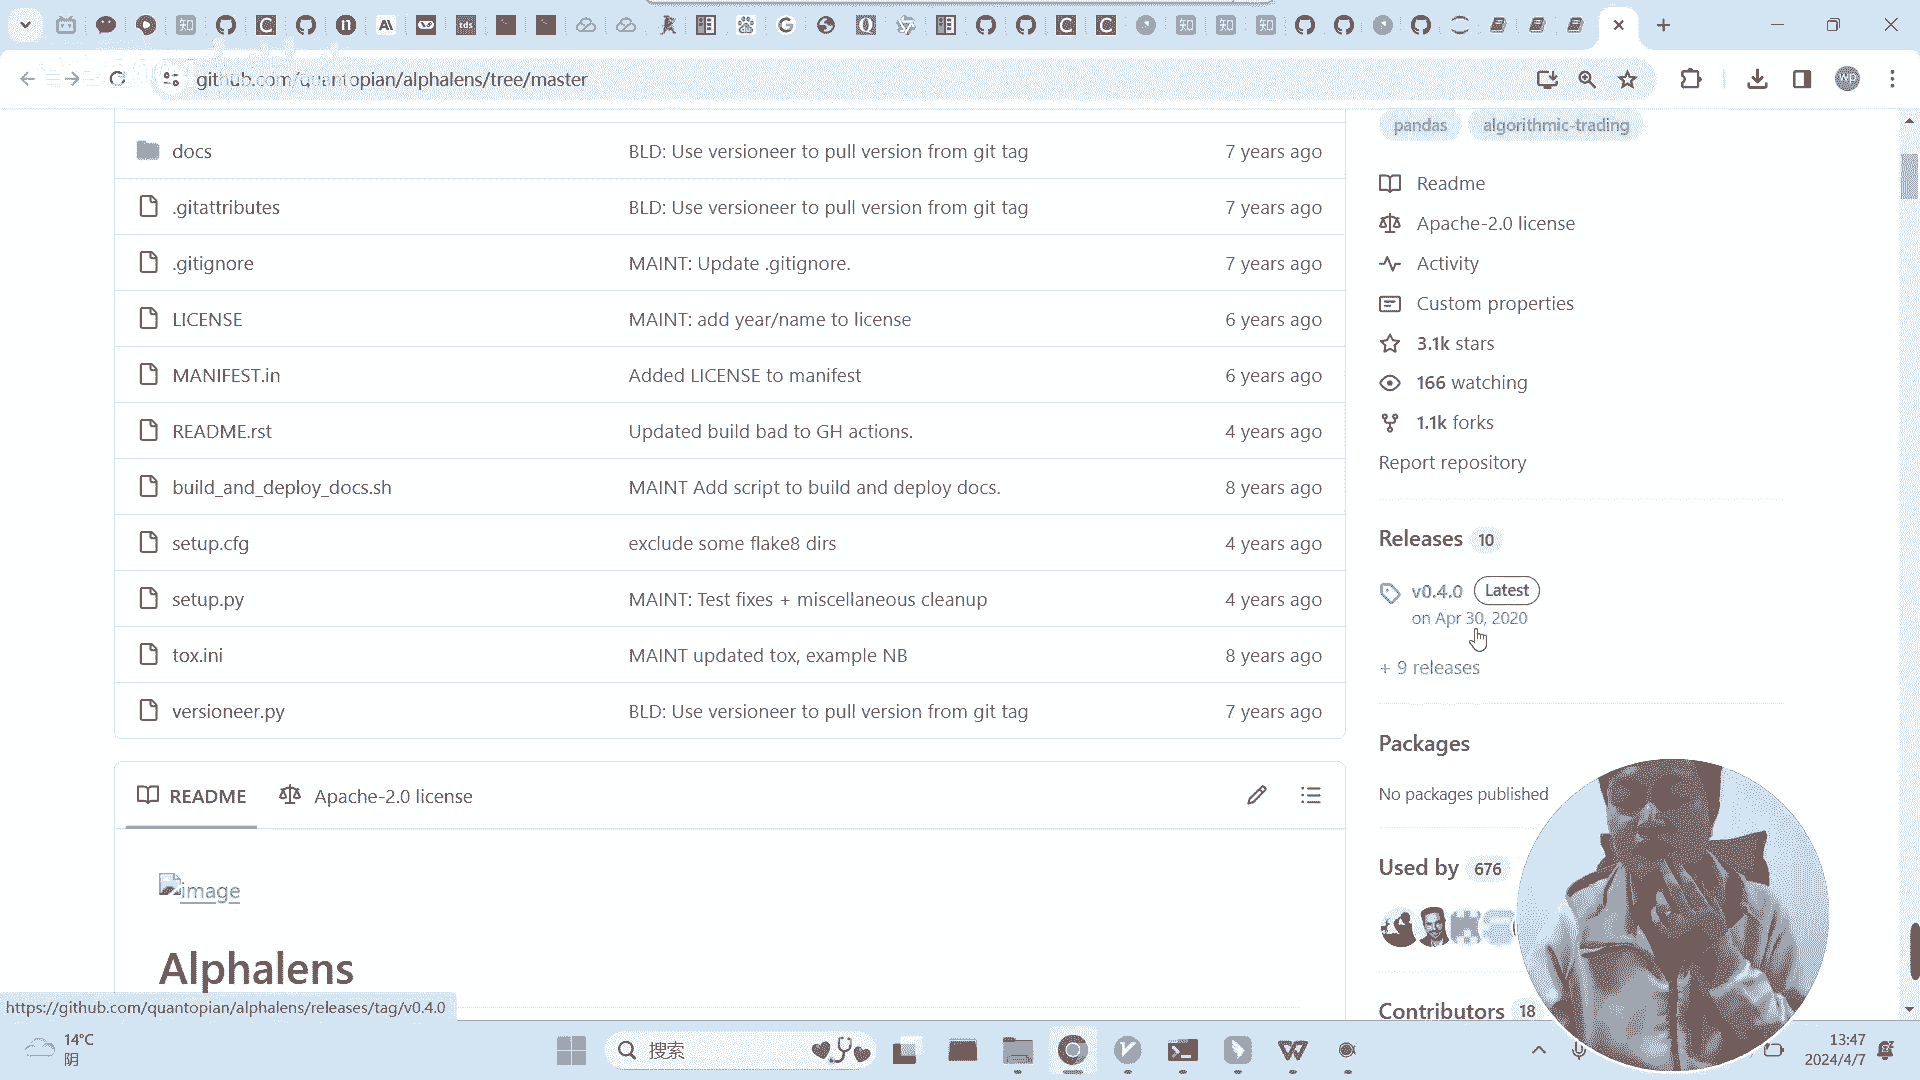 github.com/quantopian/alphalens/tree/master
wp
pandas
algorithmic-trading
docs
BLD: Use versioneer to pull version from git tag
7 years ago
.gitattributes
BLD: Use versioneer to pull version from git tag
7 years ago
.gitignore
MAINT: Update .gitignore.
7 years ago
LICENSE
MAINT: add year/name to license
6 years ago
MANIFEST.in
Added LICENSE to manifest
6 years ago
README.rst
Updated build bad to GH actions.
4 years ago
build_and_deploy_docs.sh
MAINT Add script to build and deploy docs.
8 years ago
setup.cfg
exclude some flake8 dirs
4 years ago
setup.py
MAINT: Test fixes + miscellaneous cleanup
4 years ago
tox.ini
MAINT updated tox, example NB
8 years ago
versioneer.py
BLD: Use versioneer to pull version from git tag
7 years ago
Readme
Apache-2.0 license
Activity
Custom properties
3.1k stars
166 watching
1.1k forks
Report repository
Releases 10
v0.4.0 Latest
on Apr 30, 2020
+ 9 releases
Packages
No packages published
Used by 676
Contributors 18
README
Apache-2.0 license
image
Alphalens
https://github.com/quantopian/alphalens/releases/tag/v0.4.0
14°C
阴
搜索
13:47
2024/4/7